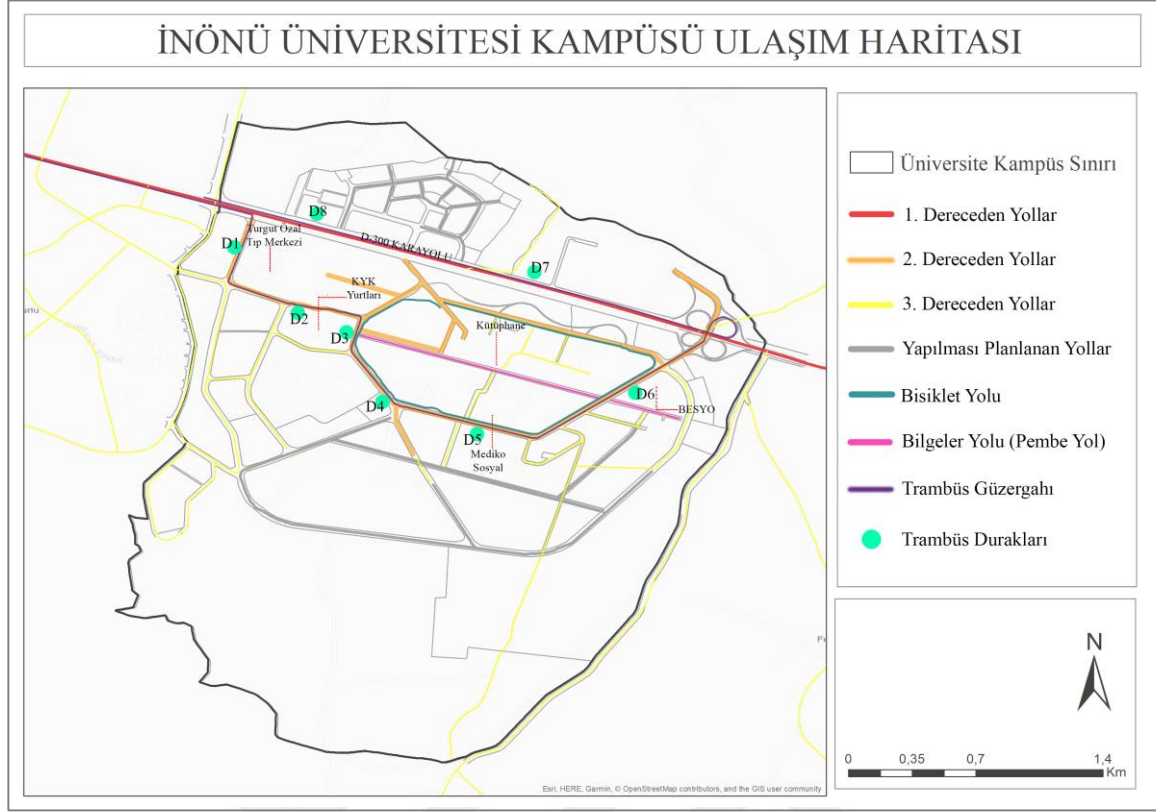 İNÖNÜ ÜNİVERSİTESİ KAMPÜSÜ ULAŞIM HARİTASI
D8
D1
Turgut Özal
Tıp Merkezi
D-300 KARAYOLU
D7
KYK
Yurtları
D2
D3
Kütüphane
D6
BESYO
D4
D5
Mediko
Sosyal
Esri, HERE, Garmin, © OpenStreetMap contributors, and the GIS user community
Üniversite Kampüs Sınırı
1. Dereceden Yollar
2. Dereceden Yollar
3. Dereceden Yollar
Yapılması Planlanan Yollar
Bisiklet Yolu
Bilgeler Yolu (Pembe Yol)
Trambüs Güzergahı
Trambüs Durakları
N
0 0,35 0,7 1,4
Km